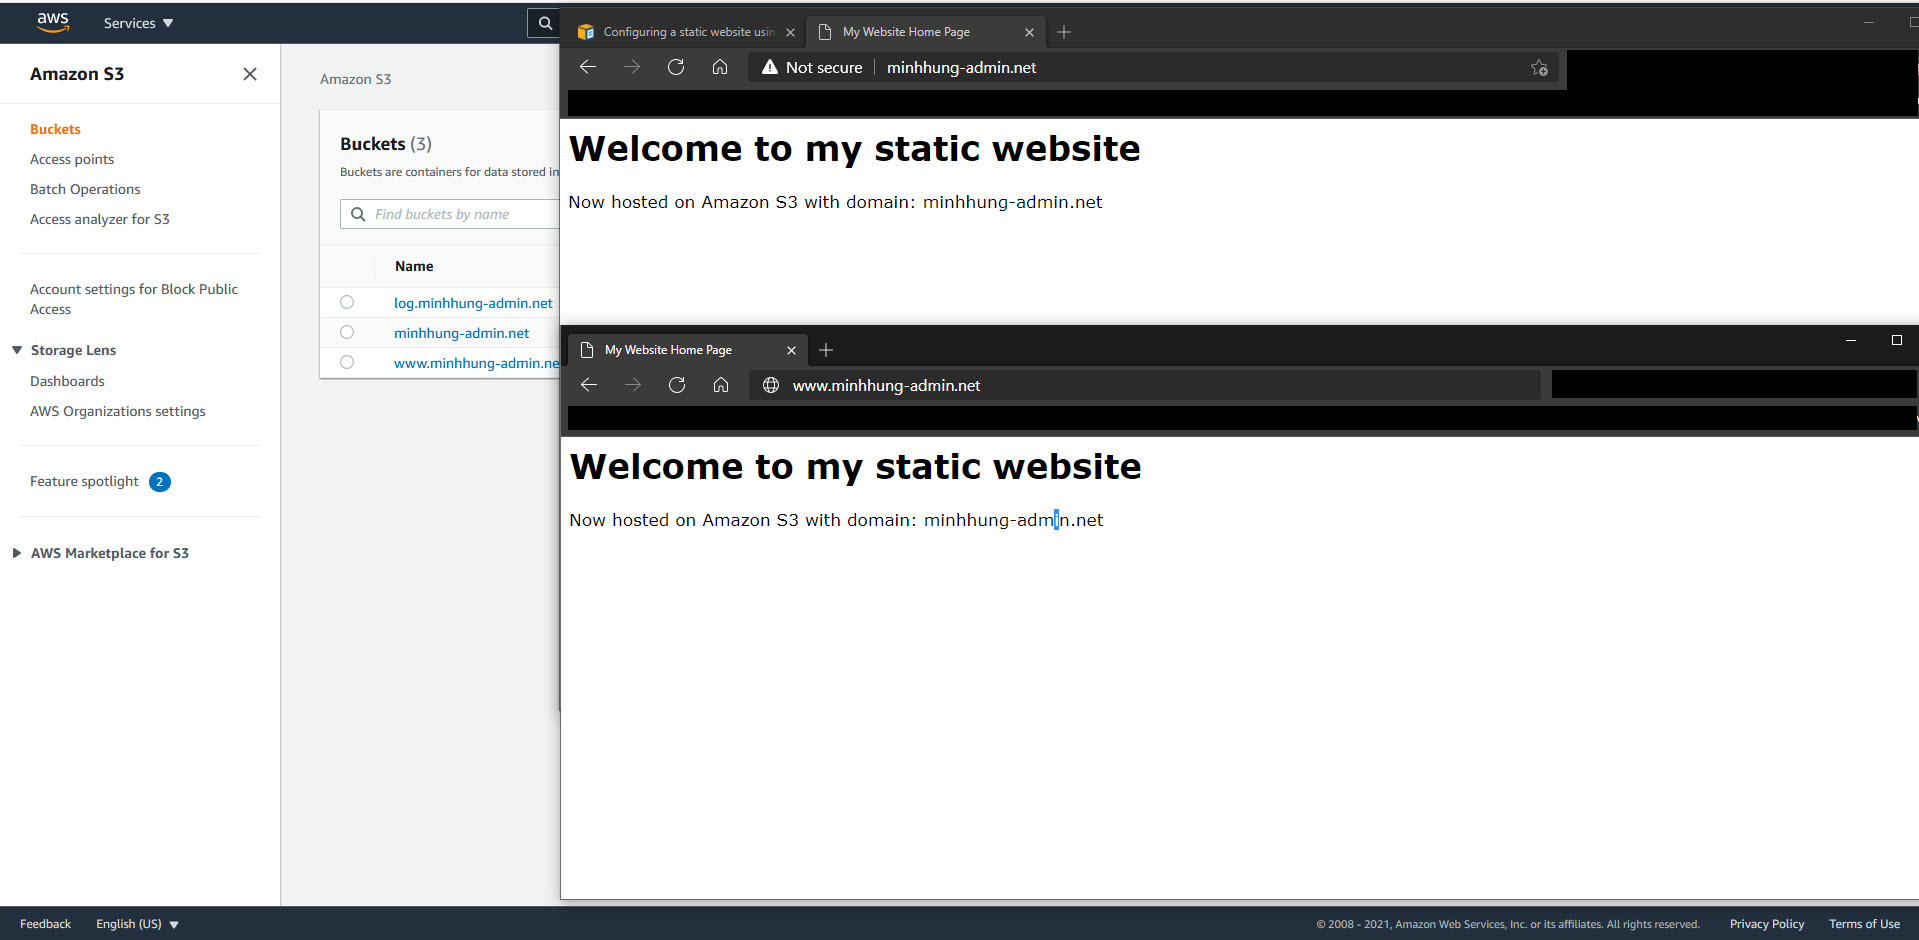 aws
Services
Amazon S3
Buckets
Access points
Batch Operations
Access analyzer for S3
Account settings for Block Public
Access
Storage Lens
Dashboards
AWS Organizations settings
Feature spotlight 2
AWS Marketplace for S3
Amazon S3
Buckets (3)
Buckets are containers for data stored in
Find buckets by name
Name
log.minhhung-admin.net
minhhung-admin.net
www.minhhung-admin.ne
Configuring a static website usin
My Website Home Page
Not secure
minhhung-admin.net
Welcome to my static website
Now hosted on Amazon S3 with domain: minhhung-admin.net
My Website Home Page
www.minhhung-admin.net
Welcome to my static website
Now hosted on Amazon S3 with domain: minhhung-admin.net
Feedback
English (US)
© 2008 - 2021, Amazon Web Services, Inc. or its affiliates. All rights reserved.
Privacy Policy
Terms of Use